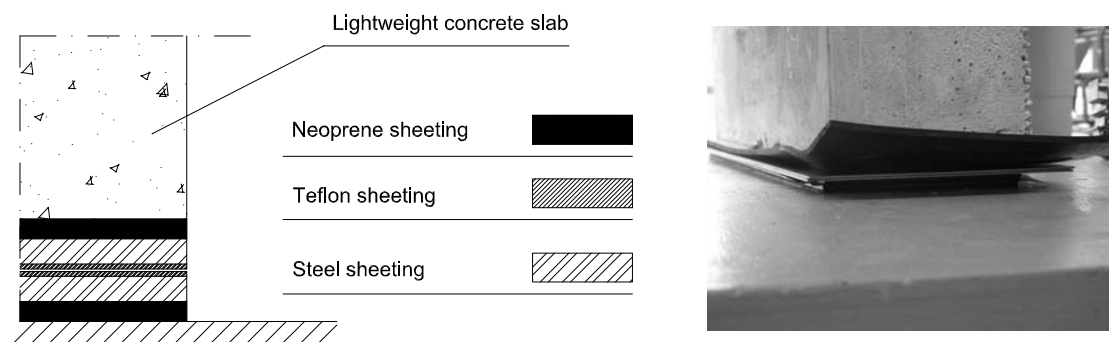 Lightweight concrete slab
Neoprene sheeting
Teflon sheeting
Steel sheeting